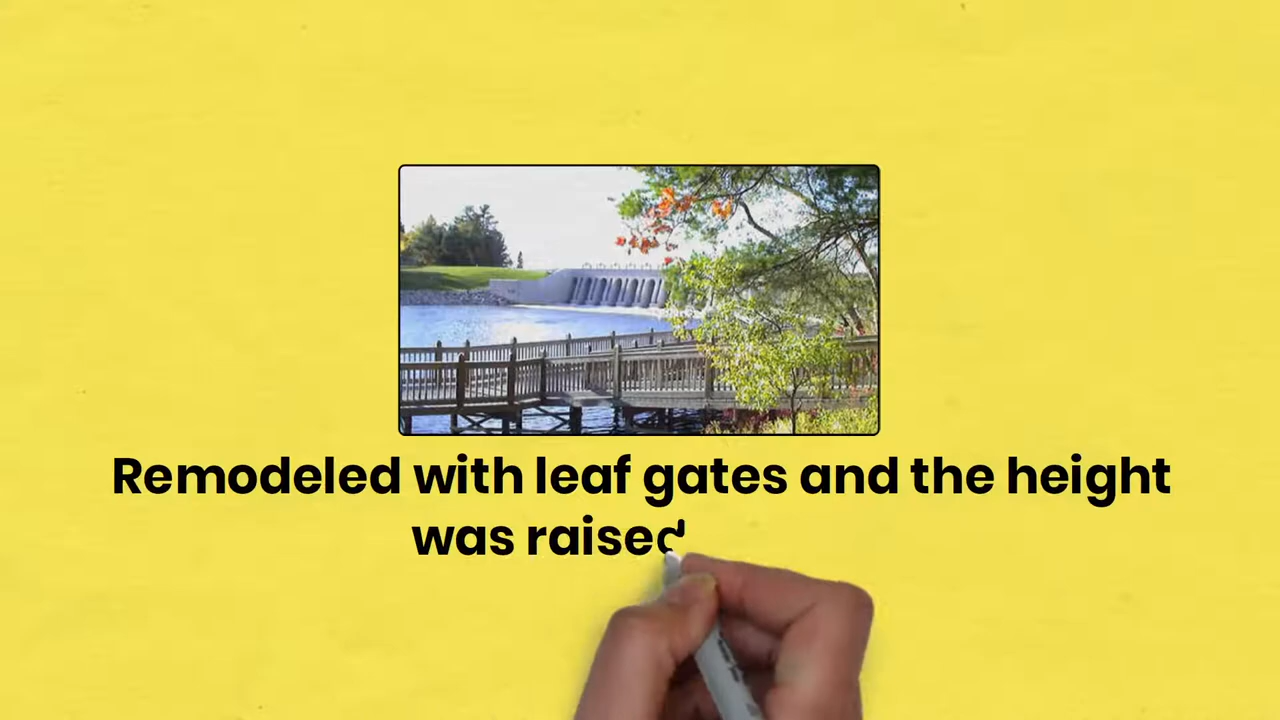 Remodeled with leaf gates and the height
was raised